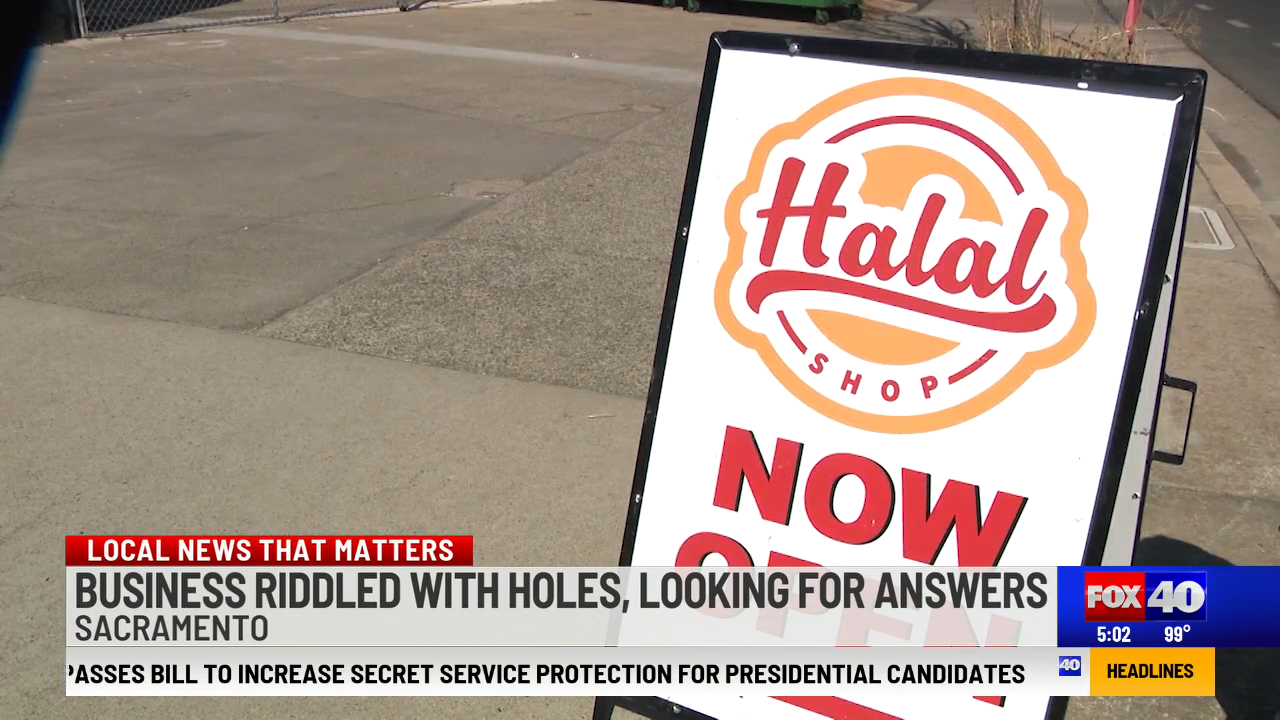 Halal
SHOP
NOW
OPEN
LOCAL NEWS THAT MATTERS
BUSINESS RIDDLED WITH HOLES, LOOKING FOR ANSWERS
SACRAMENTO
FOX 40
5:02 99°
PASSES BILL TO INCREASE SECRET SERVICE PROTECTION FOR PRESIDENTIAL CANDIDATES
40
HEADLINES